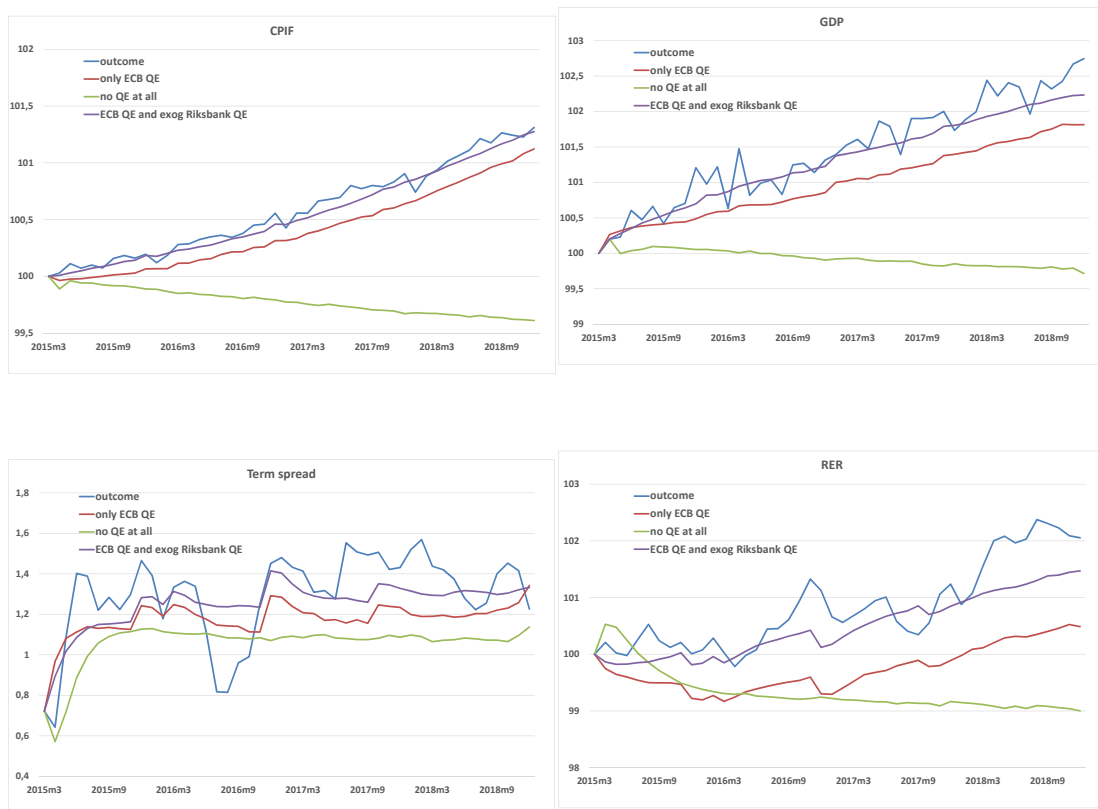 CPIF
102
outcome
only ECB QE
101,5
no QE at all
ECB QE and exog Riksbank QE
101
100,5
100
99,5
2015m3 2015m9 2016m3 2016m9 2017m3 2017m9 2018m3 2018m9
GDP
103
outcome
102,5
only ECB QE
no QE at all
102
ECB QE and exog Riksbank QE
101,5
101
100,5
100
99,5
99
2015m3 2015m9 2016m3 2016m9 2017m3 2017m9 2018m3 2018m9
Term spread
1,8
outcome
only ECB QE
1,6
no QE at all
ECB QE and exog Riksbank QE
1,4
1,2
1
0,8
0,6
0,4
2015m3 2015m9 2016m3 2016m9 2017m3 2017m9 2018m3 2018m9
RER
103
outcome
only ECB QE
102
no QE at all
ECB QE and exog Riksbank QE
101
100
99
98
2015m3 2015m9 2016m3 2016m9 2017m3 2017m9 2018m3 2018m9